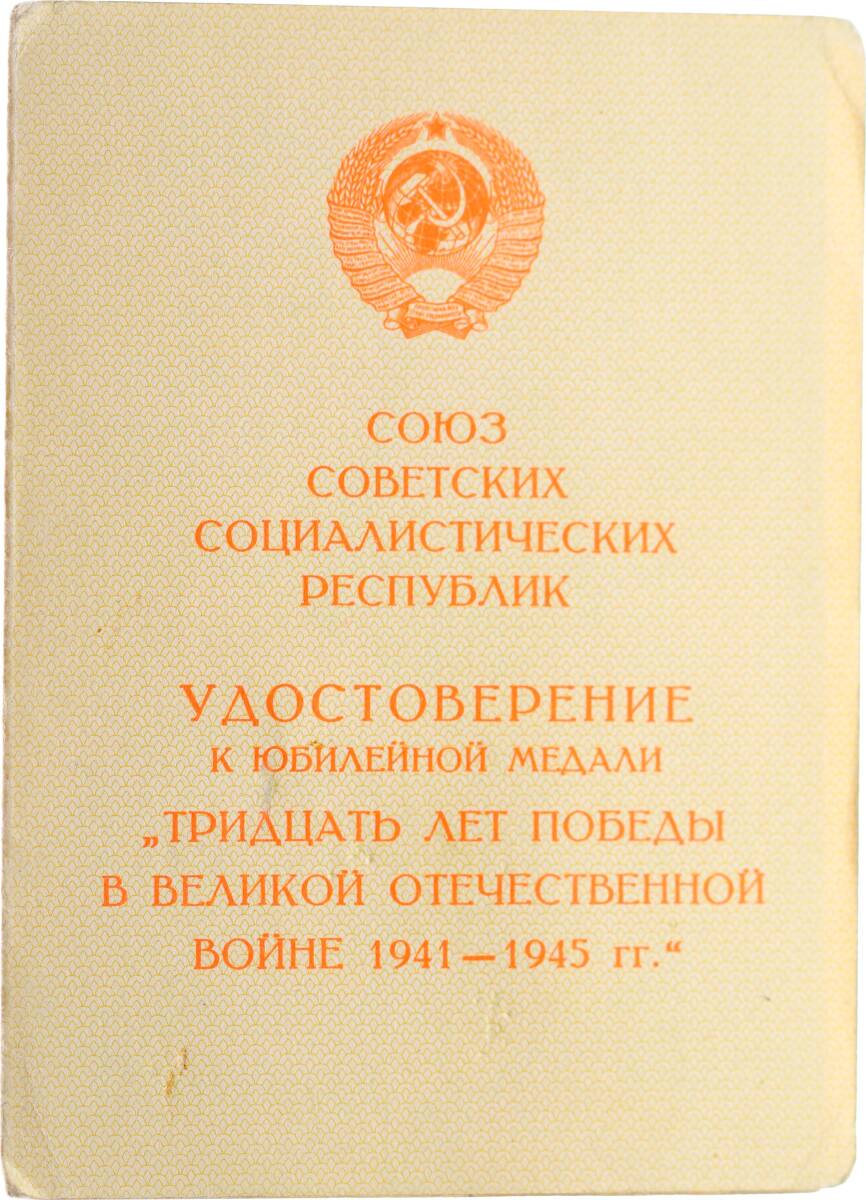 СОЮЗ
СОВЕТСКИХ
СОЦИАЛИСТИЧЕСКИХ
РЕСПУБЛИК
УДОСТОВЕРЕНИЕ
К ЮБИЛЕЙНОЙ МЕДАЛИ
„ТРИДЦАТЬ ЛЕТ ПОБЕДЫ
В ВЕЛИКОЙ ОТЕЧЕСТВЕННОЙ
ВОЙНЕ 1941—1945 гг.“